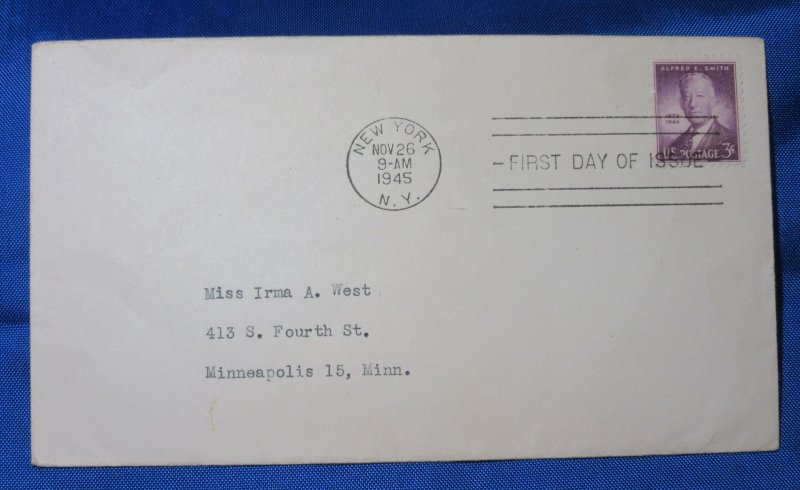 ALFRED E. SMITH
1873
1944
U.S. POSTAGE 3¢
NEW YORK
NOV 26
9-AM
1945
N. Y.
- FIRST DAY OF ISSUE -
Miss Irma A. West
413 S. Fourth St.
Minneapolis 15, Minn.